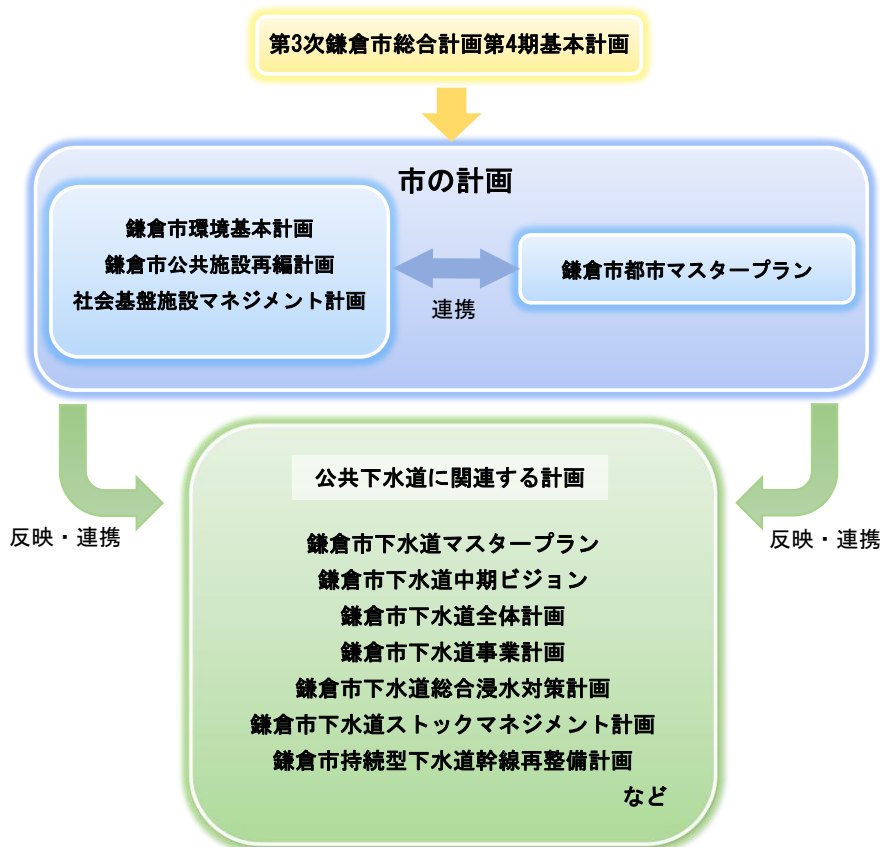 第3次鎌倉市総合計画第4期基本計画
市の計画
鎌倉市環境基本計画
鎌倉市公共施設再編計画
社会基盤施設マネジメント計画
連携
鎌倉市都市マスタープラン
反映・連携
反映・連携
公共下水道に関連する計画
鎌倉市下水道マスタープラン
鎌倉市下水道中期ビジョン
鎌倉市下水道全体計画
鎌倉市下水道事業計画
鎌倉市下水道総合浸水対策計画
鎌倉市下水道ストックマネジメント計画
鎌倉市持続型下水道幹線再整備計画
など